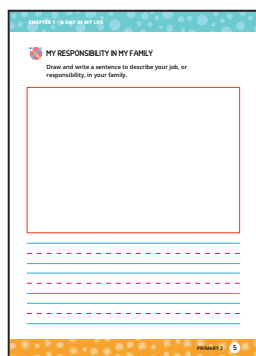 CHAPTER 1 A DAY IN MY LIFE
MY RESPONSIBILITY IN MY FAMILY
Draw and write a sentence to describe your job, or
responsibility, in your family.
PRIMARY 2 5